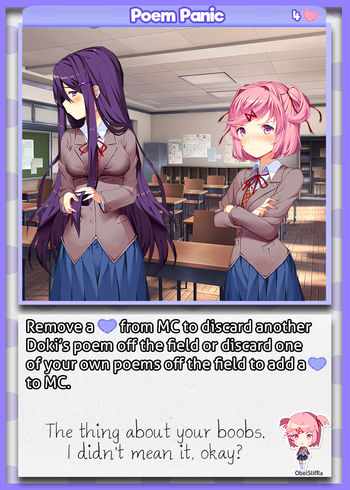 Poem Panic
4
Remove a from MC to discard another
Doki's poem off the field or discard one
of your own poems off the field to add a
to MC.
The thing about your boobs.
I didn't mean it, okay?
ObeliSlifRa